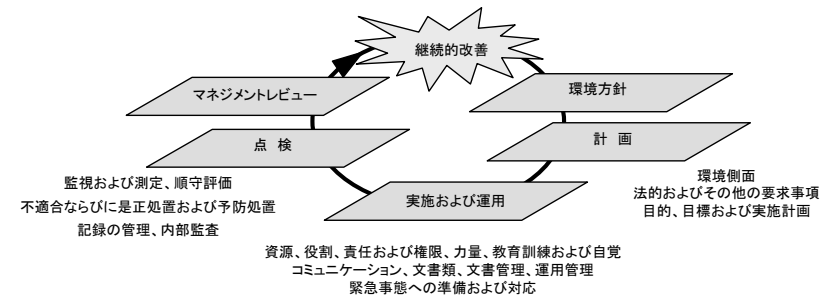 継続的改善
環境方針
計 画
環境側面
法的およびその他の要求事項
目的、目標および実施計画
実施および運用
資源、役割、責任および権限、力量、教育訓練および自覚
コミュニケーション、文書類、文書管理、運用管理
緊急事態への準備および対応
点 検
監視および測定、順守評価
不適合ならびに是正処置および予防処置
記録の管理、内部監査
マネジメントレビュー